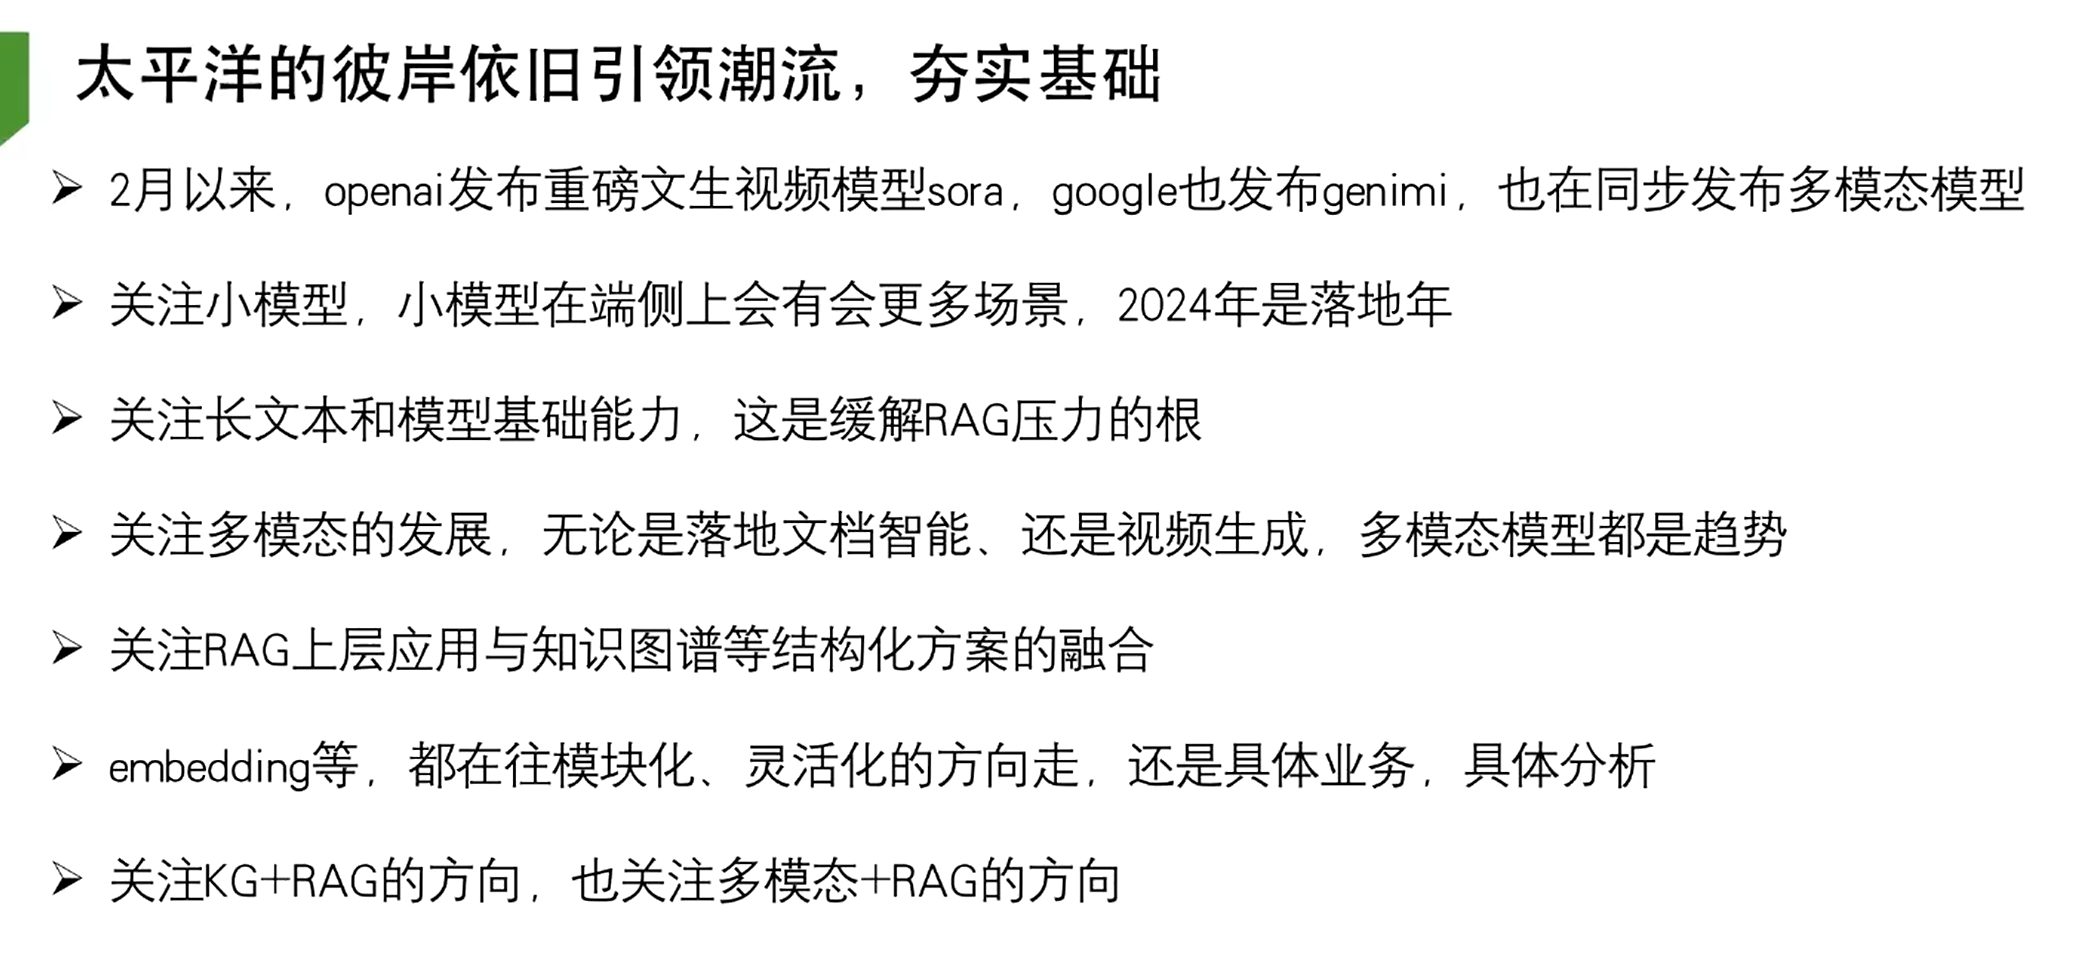 太平洋的彼岸依旧引领潮流，夯实基础
➢ 2月以来，openai发布重磅文生视频模型sora，google也发布genimi，也在同步发布多模态模型
➢ 关注小模型，小模型在端侧上会有会更多场景，2024年是落地年
➢ 关注长文本和模型基础能力，这是缓解RAG压力的根
➢ 关注多模态的发展，无论是落地文档智能、还是视频生成，多模态模型都是趋势
➢ 关注RAG上层应用与知识图谱等结构化方案的融合
➢ embedding等，都在往模块化、灵活化的方向走，还是具体业务，具体分析
➢ 关注KG+RAG的方向，也关注多模态+RAG的方向